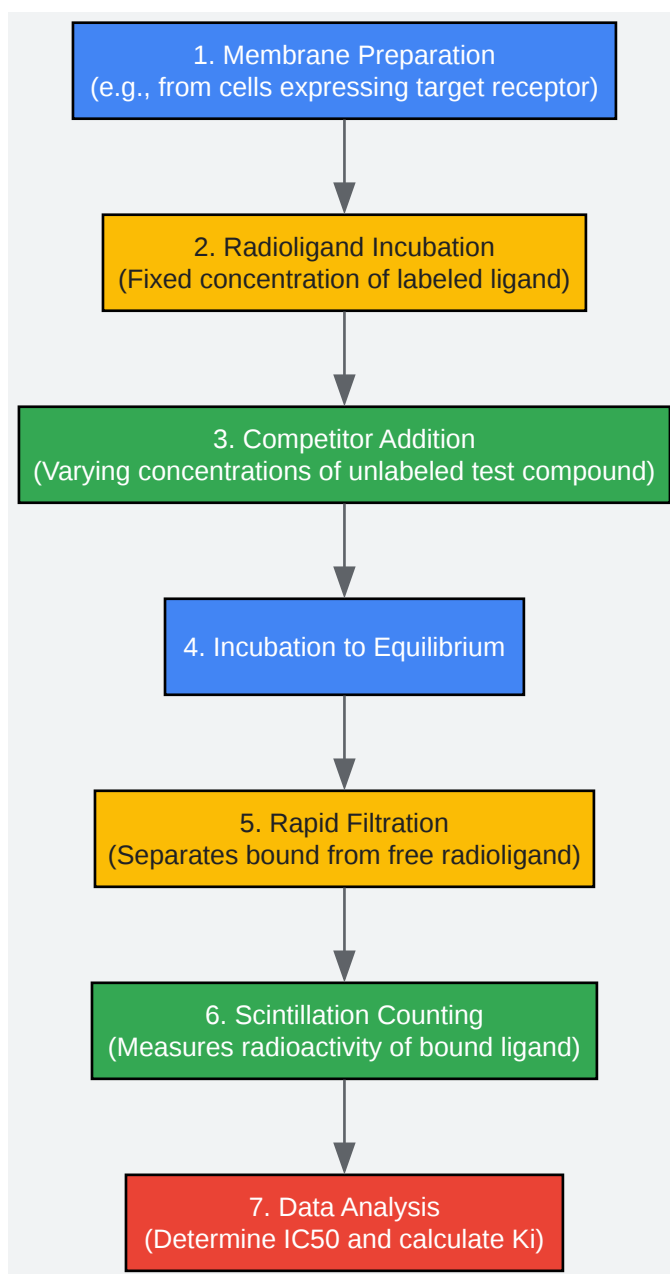 1. Membrane Preparation
(e.g., from cells expressing target receptor)
2. Radioligand Incubation
(Fixed concentration of labeled ligand)
3. Competitor Addition
(Varying concentrations of unlabeled test compound)
4. Incubation to Equilibrium
5. Rapid Filtration
(Separates bound from free radioligand)
6. Scintillation Counting
(Measures radioactivity of bound ligand)
7. Data Analysis
(Determine IC50 and calculate Ki)